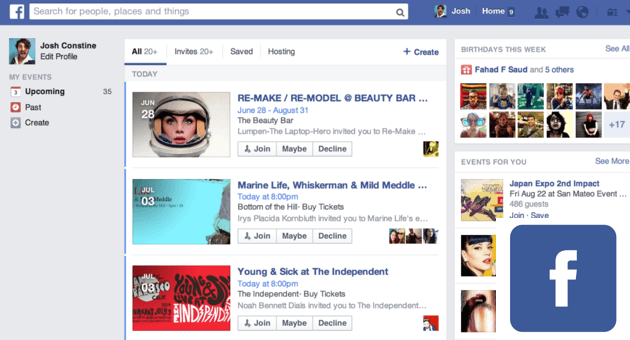 f
Search for people, places and things
Josh
Home 9
Josh Constine
Edit Profile
MY EVENTS
Upcoming 35
Past
Create
All 20+
Invites 20+
Saved
Hosting
+ Create
TODAY
JUN
28
RE-MAKE / RE-MODEL @ BEAUTY BAR ...
June 28 - August 31
The Beauty Bar
Lumpen-The Laptop-Hero invited you to Re-Make ...
Join
Maybe
Decline
JUL
03
Marine Life, Whiskerman & Mild Meddle ...
Today at 8:00pm
Bottom of the Hill· Buy Tickets
Irys Placida Kornbluth invited you to Marine Life's e...
Join
Maybe
Decline
JUL
03
YOUNG &
SICK AT THE
INDEPENDENT
Young & Sick at The Independent
Today at 8:00pm
The Independent· Buy Tickets
Noah Bennett Dials invited you to The Independent...
Join
Maybe
Decline
BIRTHDAYS THIS WEEK
See All
Fahad F Saud and 5 others
+17
EVENTS FOR YOU
See More
Japan Expo 2nd Impact
Fri Aug 22 at San Mateo Event ...
486 guests
Join · Save
f